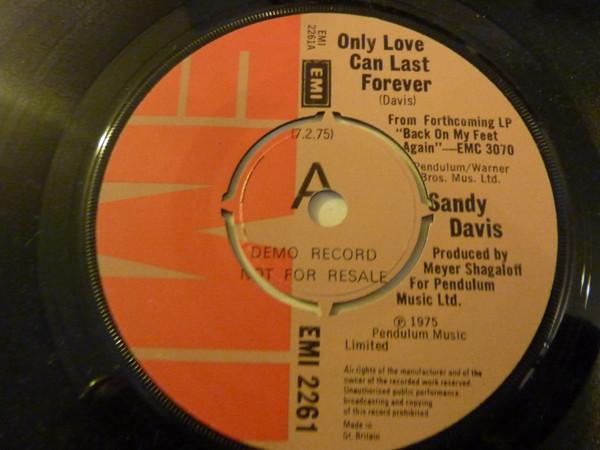 EMI
2261A
EMI
Only Love
Can Last
Forever
(Davis)
From Forthcoming LP
"Back On My Feet
Again"—EMC 3070
Pendulum/Warner
Bros. Mus. Ltd.
(7.2.75)
A
DEMO RECORD
NOT FOR RESALE
Sandy
Davis
Produced by
Meyer Shagaloff
For Pendulum
Music Ltd.
℗ 1975
Pendulum Music
Limited
EMI 2261
All rights of the manufacturer and of the
owner of the recorded work reserved.
Unauthorised public performance,
broadcasting and copying
of this record prohibited
Made in
Gt. Britain
EMI